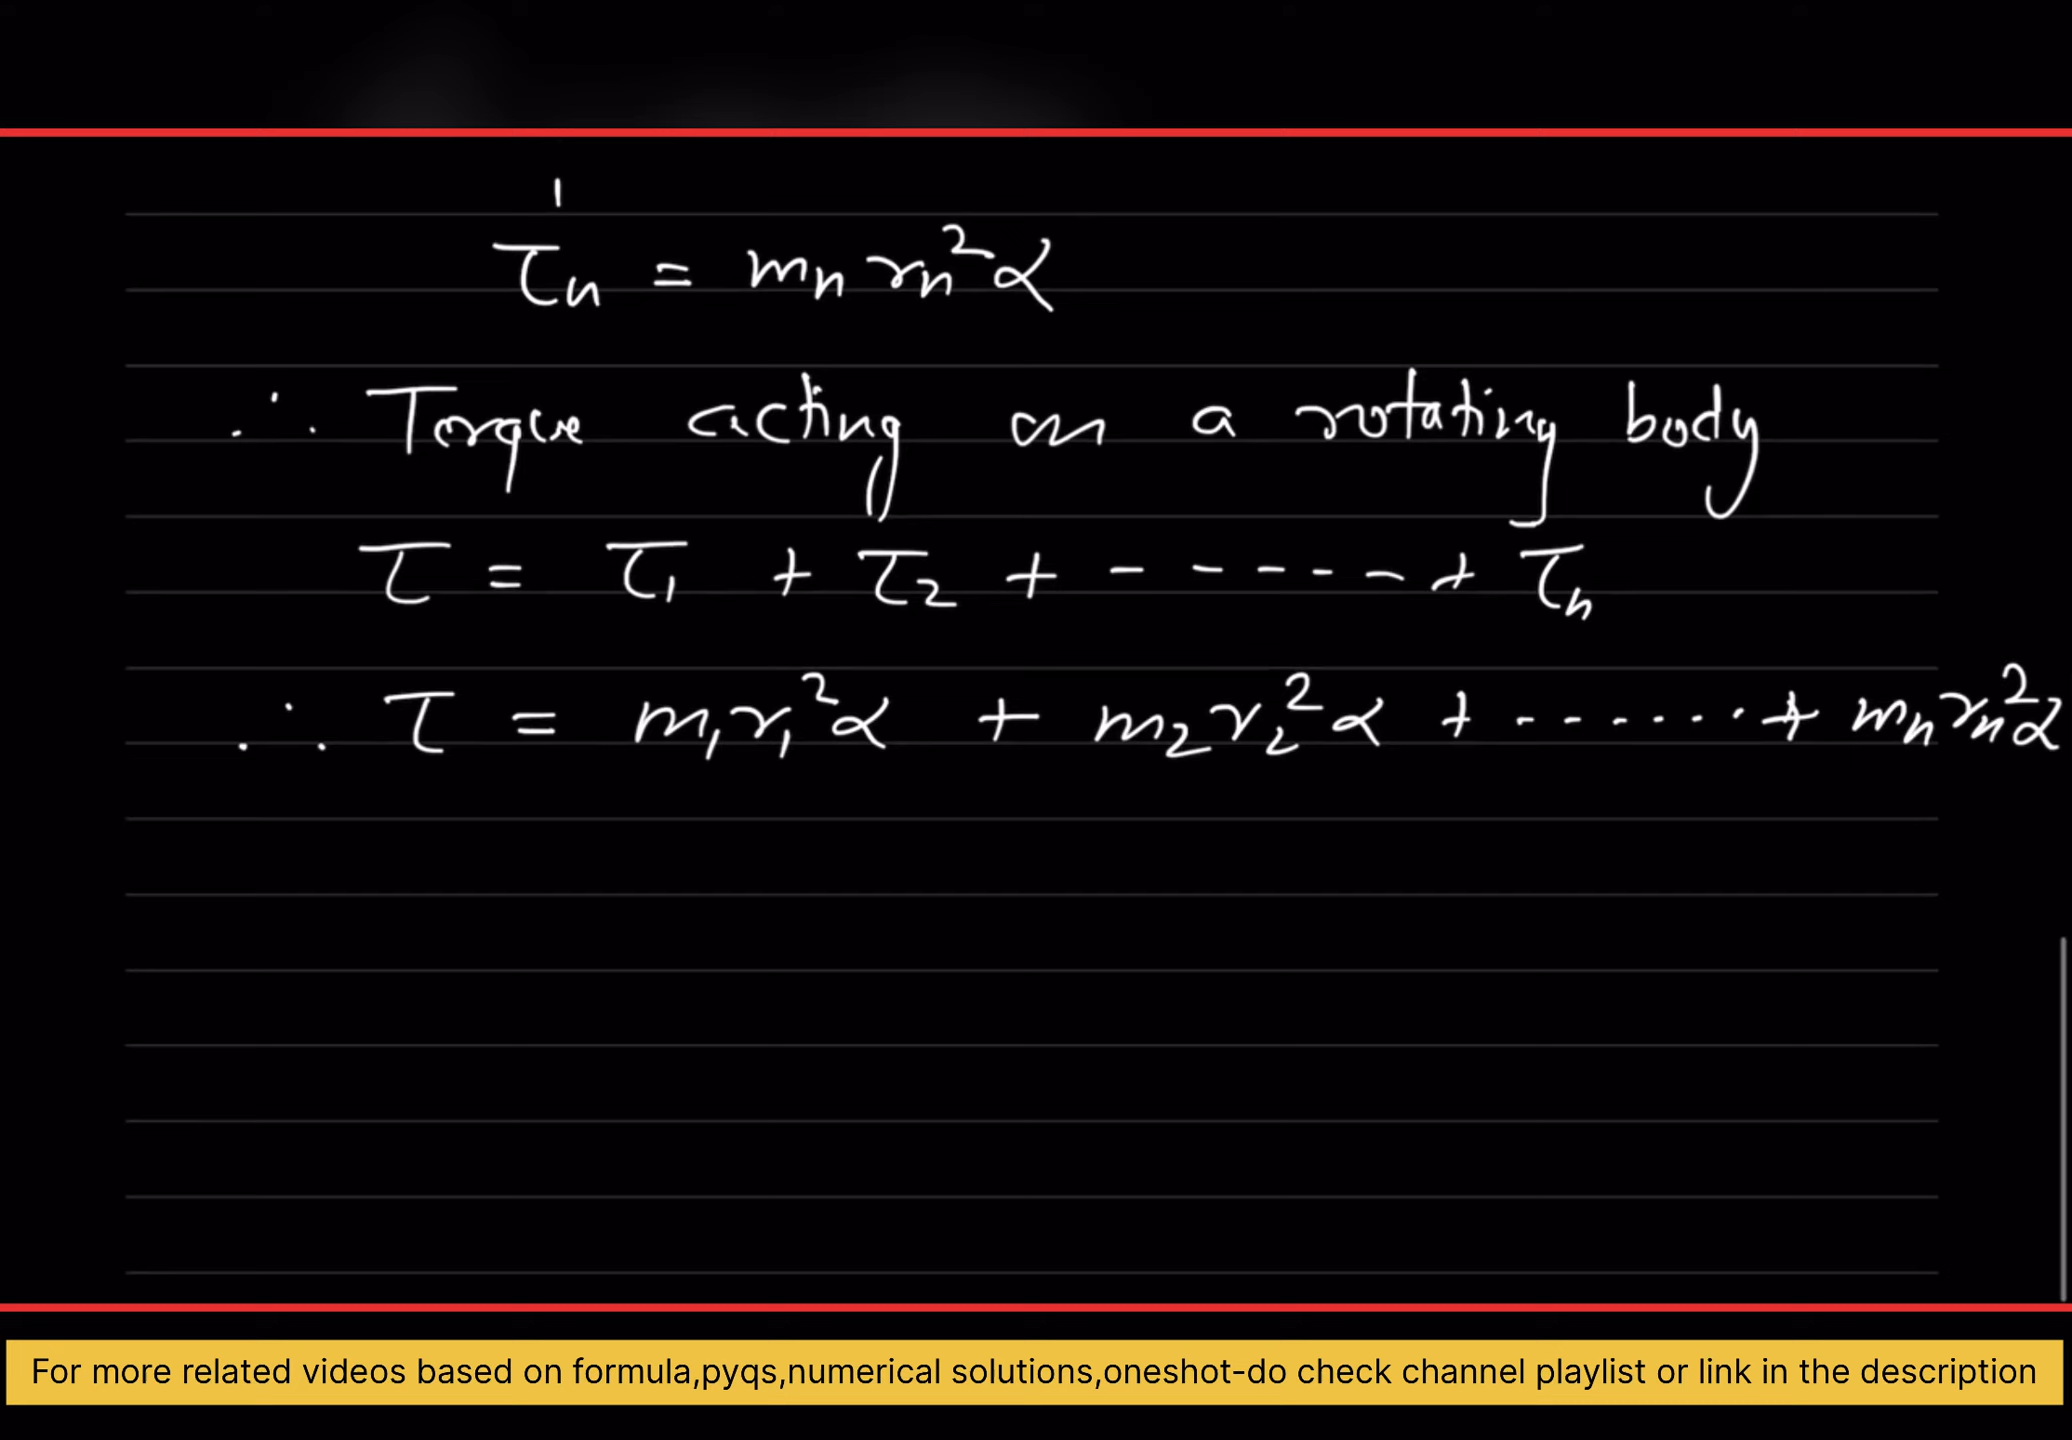 τₙ = mₙ rₙ² α
∴ Torque acting on a rotating body
τ = τ₁ + τ₂ + - - - - - - + τₙ
∴ τ = m₁r₁²α + m₂r₂²α + - - - - - - + mₙrₙ²α
For more related videos based on formula,pyqs,numerical solutions,oneshot-do check channel playlist or link in the description